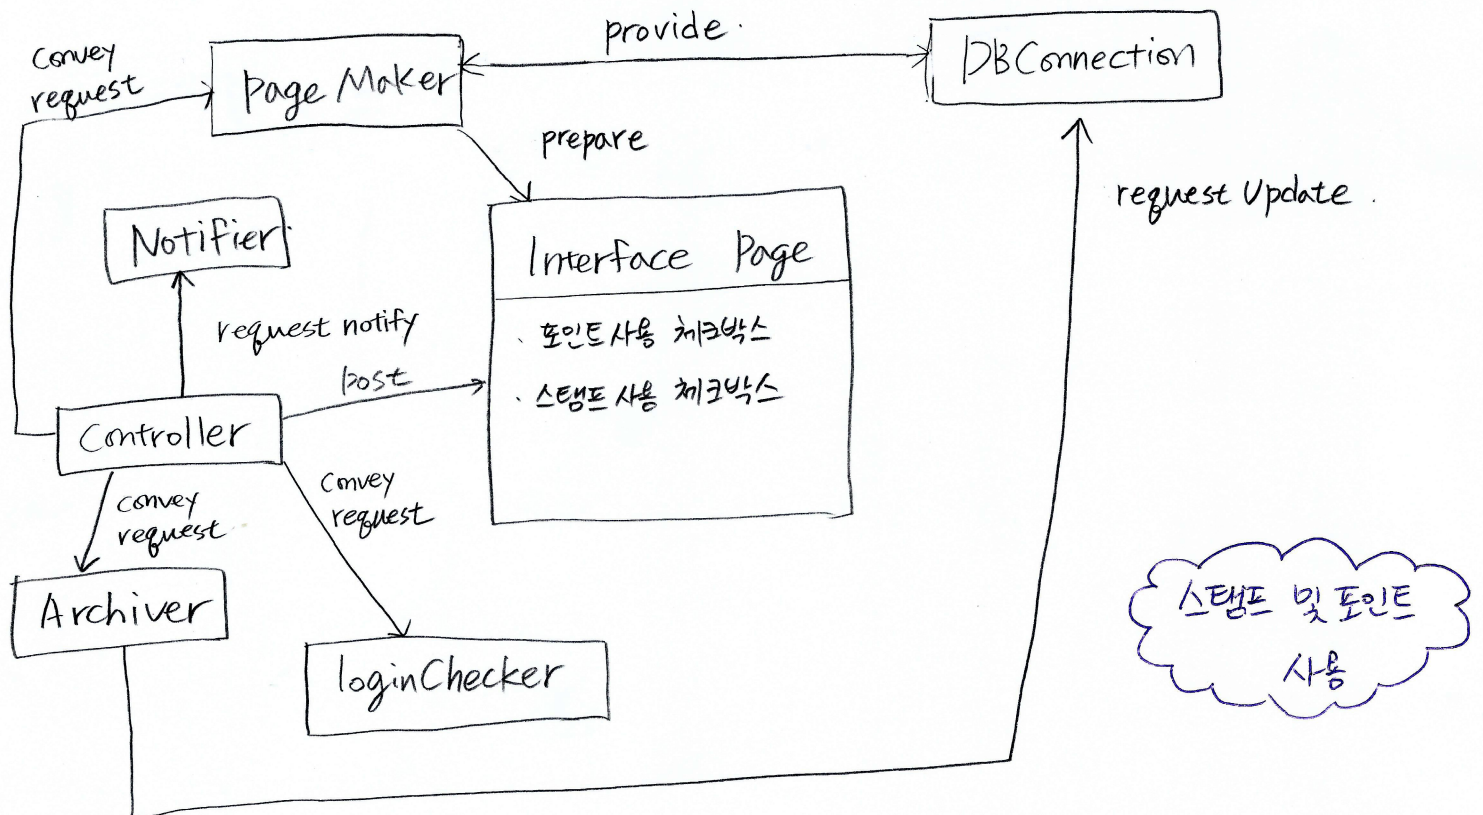 convey
request
Page Maker
provide.
DBConnection
prepare
request Update.
Notifier
Interface Page
· 포인트사용 체크박스
· 스탬프사용 체크박스
request notify
post
Controller
convey
request
convey
request
Archiver
loginChecker
스탬프 및 포인트
사용